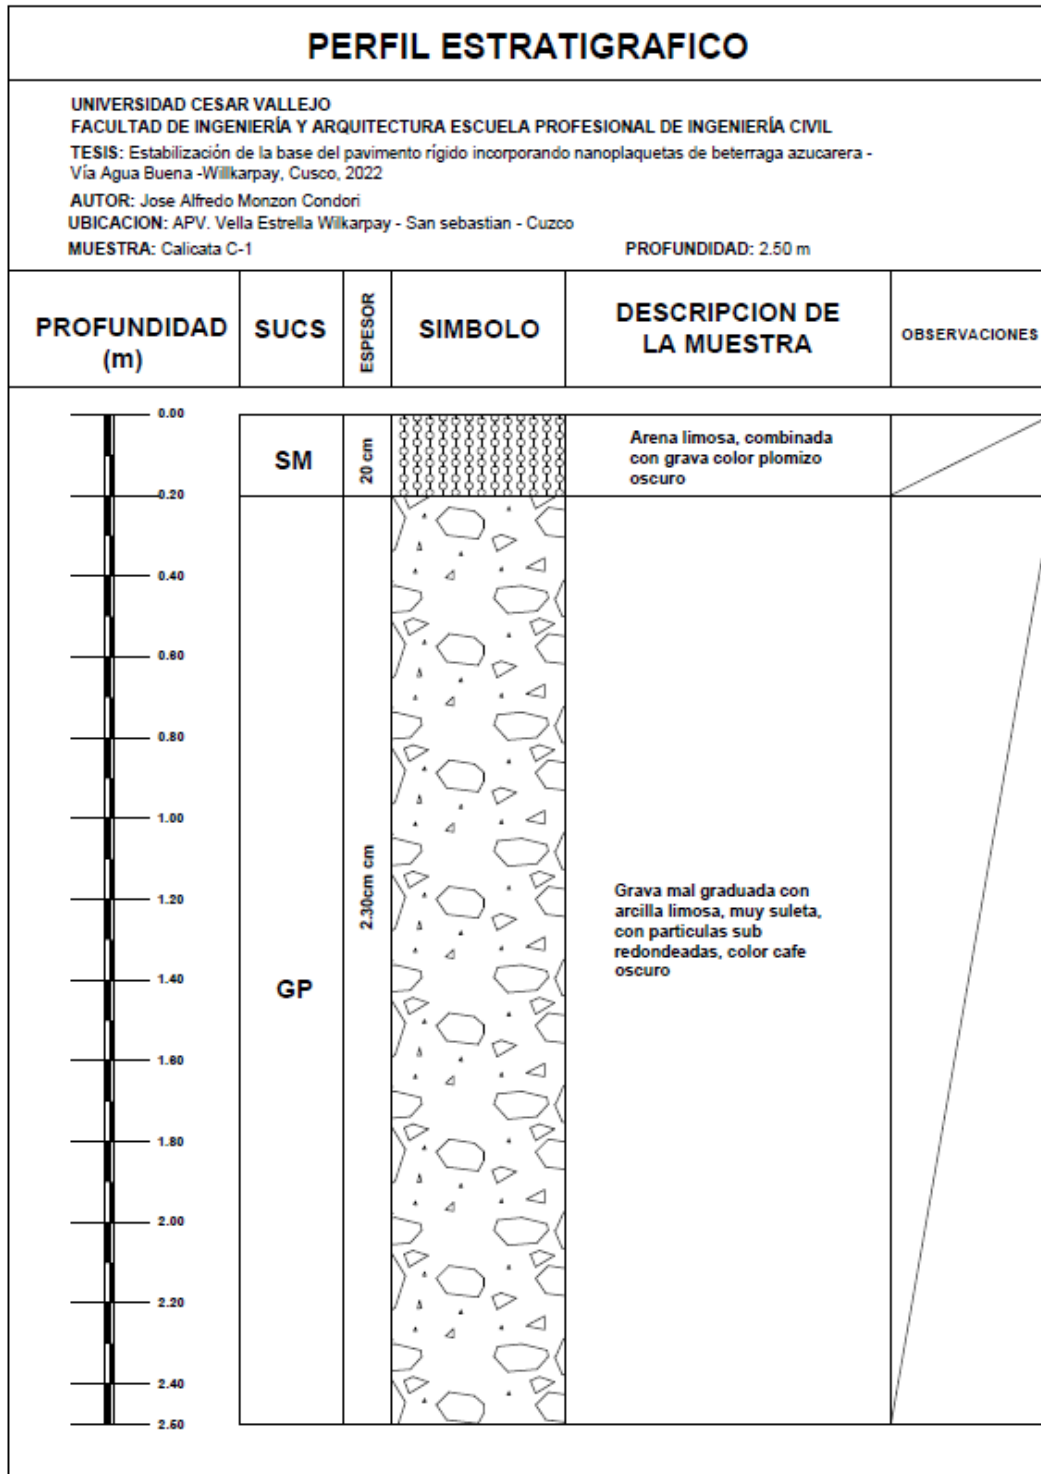 PERFIL ESTRATIGRAFICO
UNIVERSIDAD CESAR VALLEJO
FACULTAD DE INGENIERÍA Y ARQUITECTURA ESCUELA PROFESIONAL DE INGENIERÍA CIVIL
TESIS: Estabilización de la base del pavimento rígido incorporando nanoplaquetas de beterraga azucarera -
Vía Agua Buena -Willkarpay, Cusco, 2022
AUTOR: Jose Alfredo Monzon Condori
UBICACION: APV. Vella Estrella Wilkarpay - San sebastian - Cuzco
MUESTRA: Calicata C-1 PROFUNDIDAD: 2.50 m
PROFUNDIDAD
(m)
SUCS
ESPESOR
SIMBOLO
DESCRIPCION DE
LA MUESTRA
OBSERVACIONES
0.00
SM
20 cm
Arena limosa, combinada
con grava color plomizo
oscuro
0.20
0.40
0.60
0.80
1.00
1.20
1.40
1.60
1.80
2.00
2.20
2.40
2.60
GP
2.30cm cm
Grava mal graduada con
arcilla limosa, muy suleta,
con particulas sub
redondeadas, color cafe
oscuro